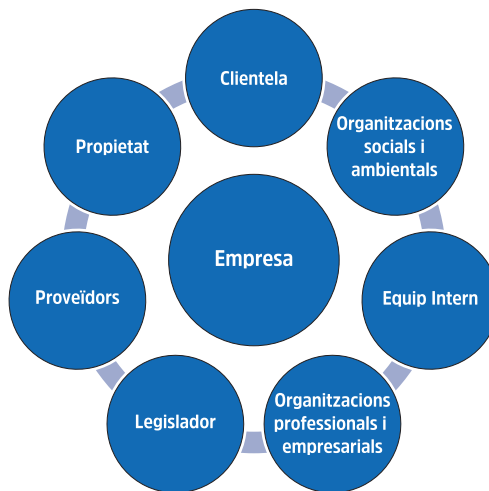 Clientela
Organitzacions
socials i
ambientals
Propietat
Empresa
Proveïdors
Equip Intern
Organitzacions
professionals i
empresarials
Legislador